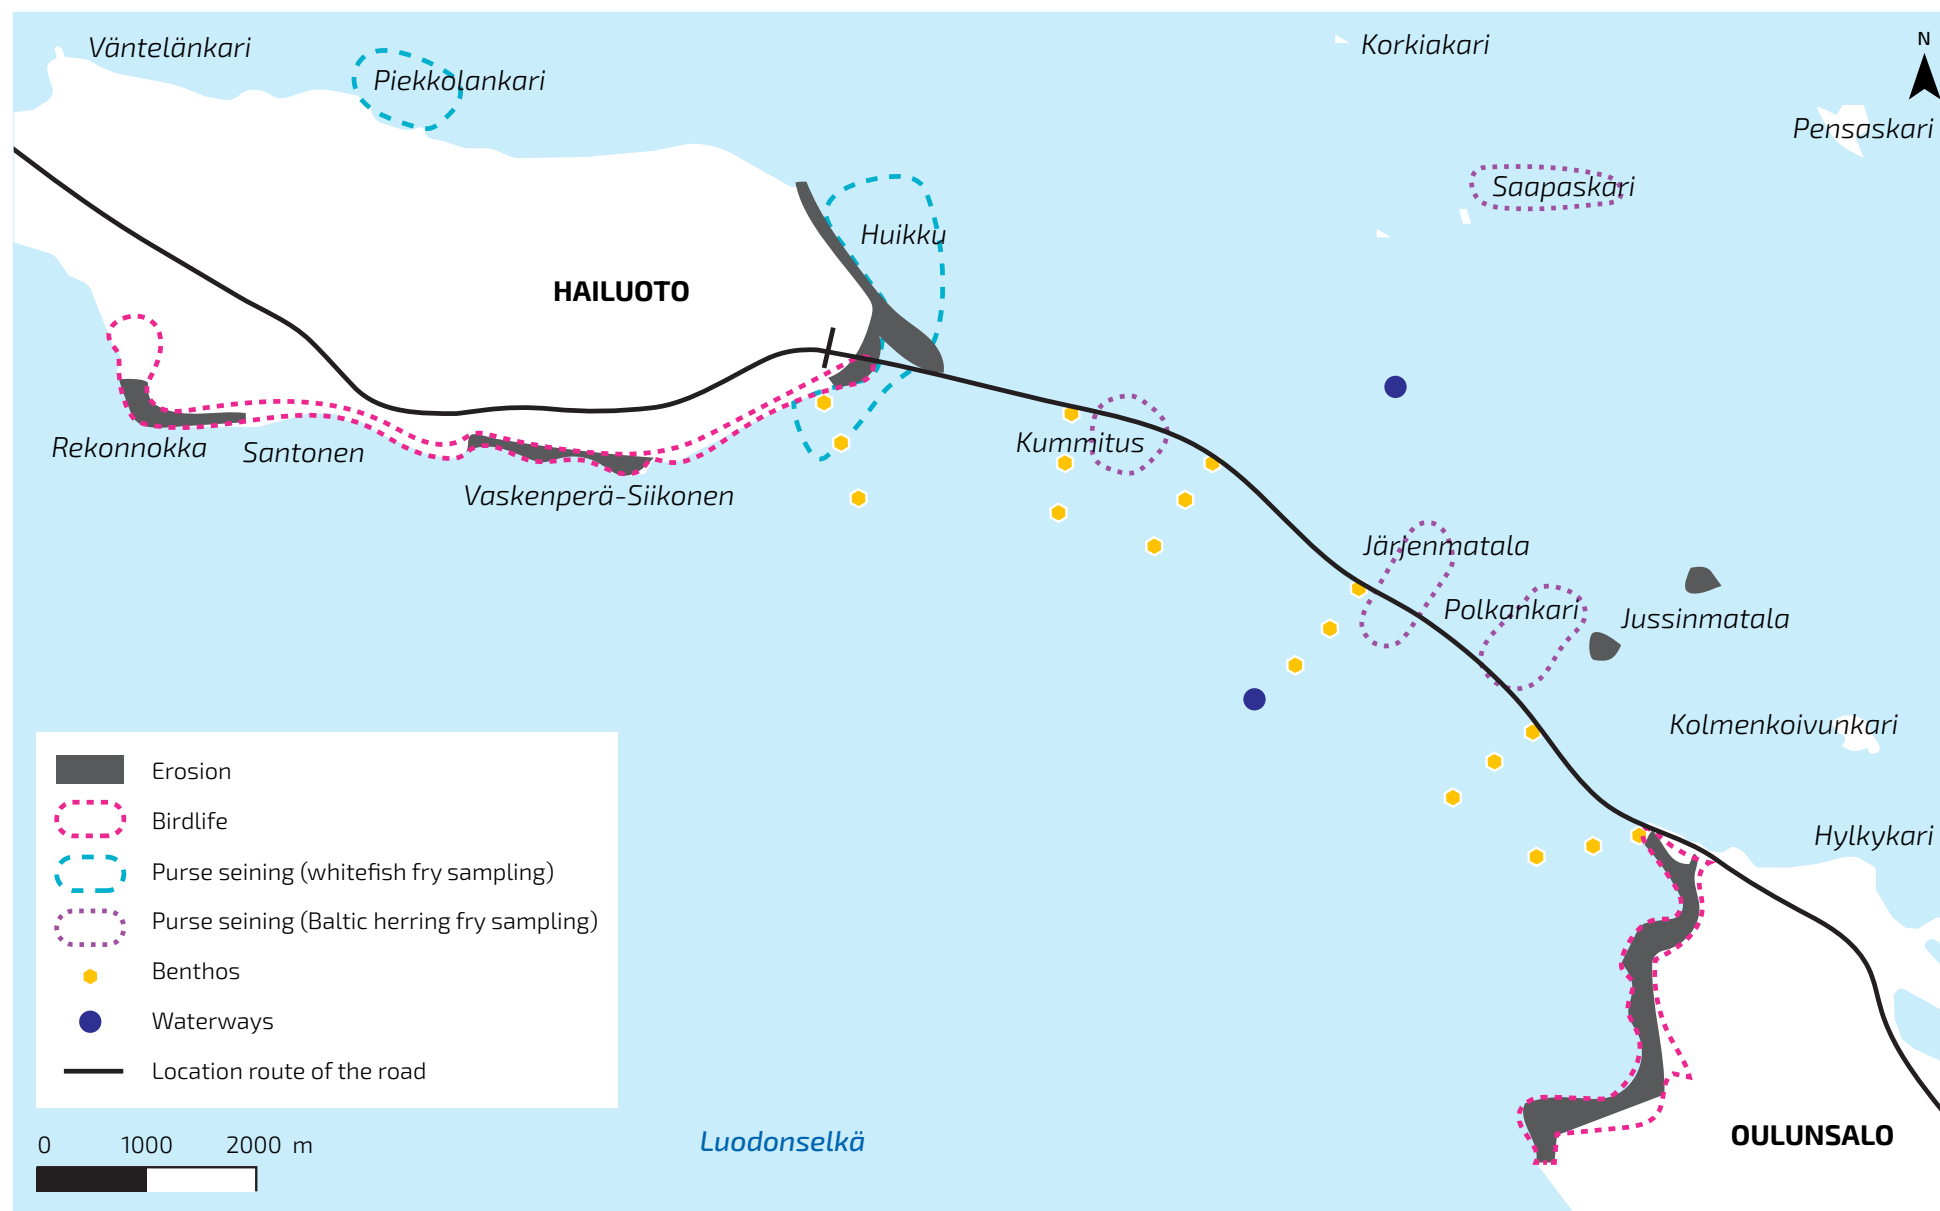 Väntelänkari
Piekkolankari
Korkiakari
N
Pensaskari
Saapaskari
Huikku
HAILUOTO
Rekonnokka
Santonen
Kummitus
Vaskenperä-Siikonen
Järjenmatala
Polkankari
Jussinmatala
Kolmenkoivunkari
Hylkykari
Erosion
Birdlife
Purse seining (whitefish fry sampling)
Purse seining (Baltic herring fry sampling)
Benthos
Waterways
Location route of the road
0 1000 2000 m
Luodonselkä
OULUNSALO